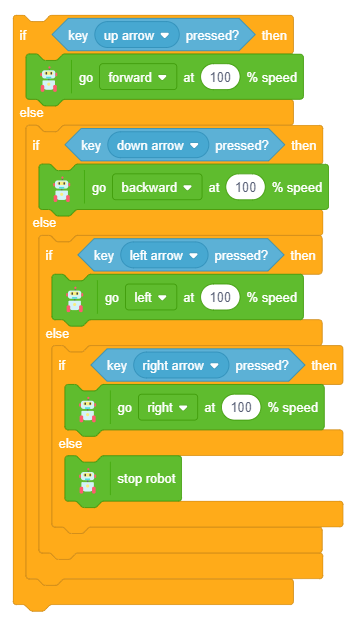 if key up arrow pressed? then
go forward at 100 % speed
else
if key down arrow pressed? then
go backward at 100 % speed
else
if key left arrow pressed? then
go left at 100 % speed
else
if key right arrow pressed? then
go right at 100 % speed
else
stop robot